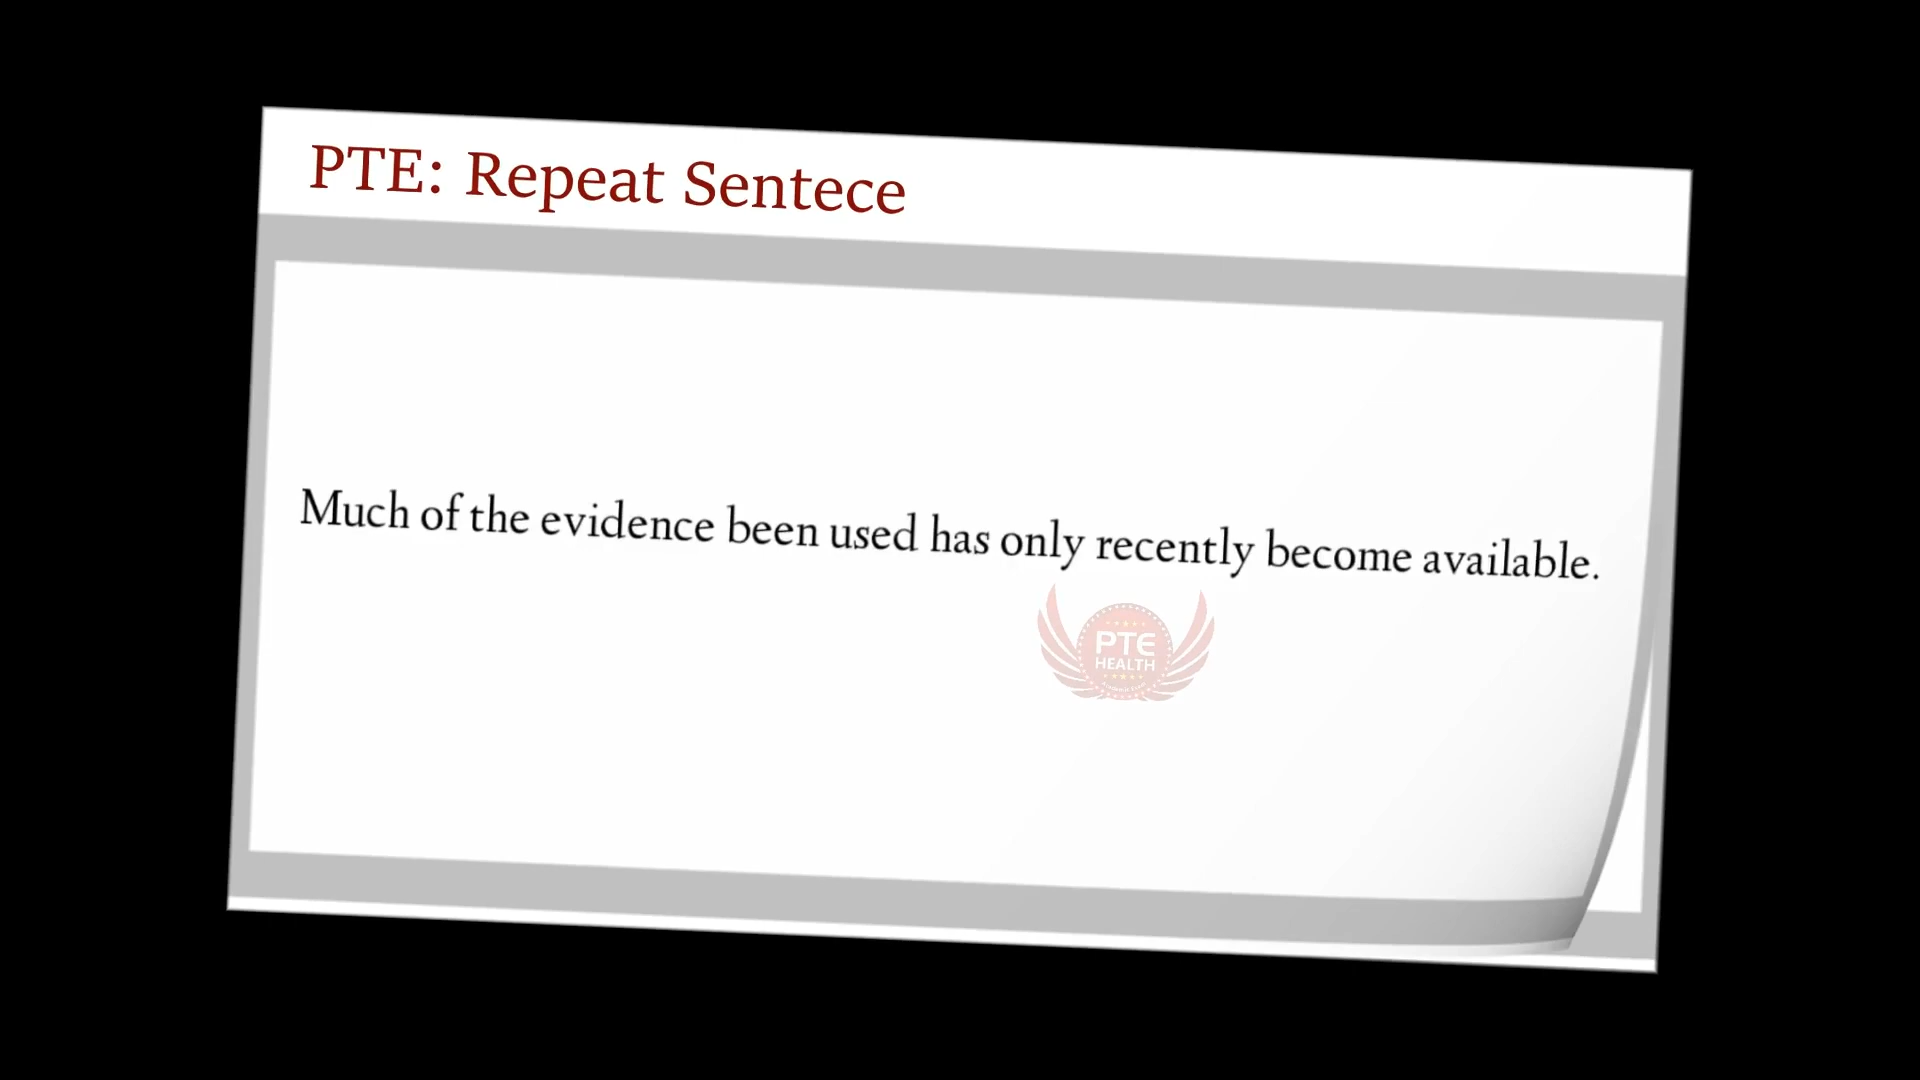 PTE: Repeat Sentece
Much of the evidence been used has only recently become available.
PTE
HEALTH